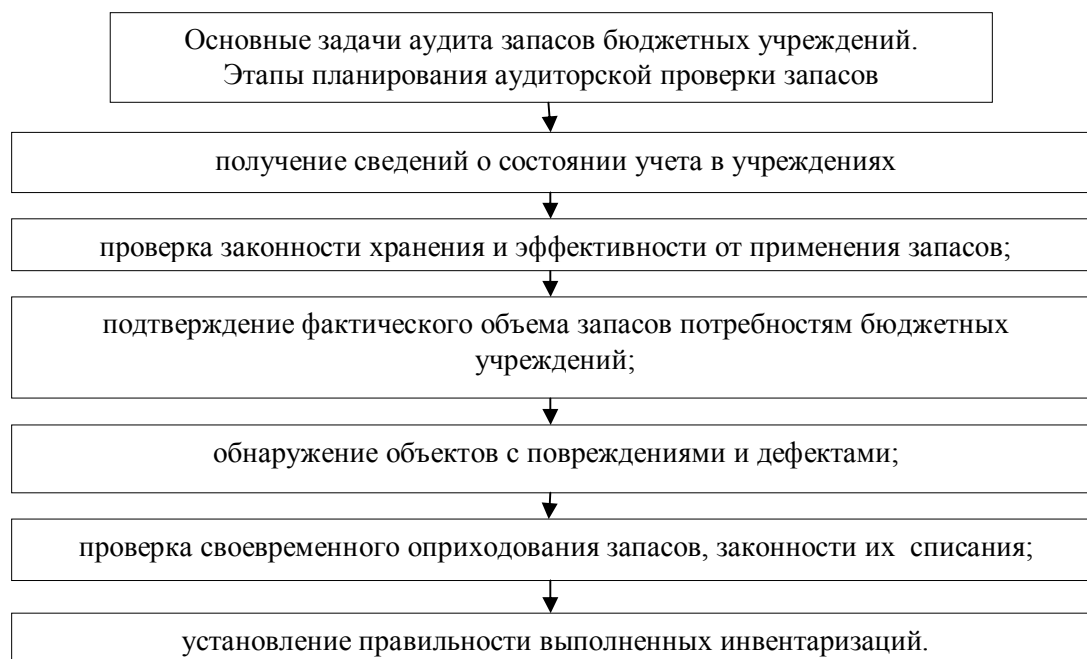 Основные задачи аудита запасов бюджетных учреждений.
Этапы планирования аудиторской проверки запасов
получение сведений о состоянии учета в учреждениях
проверка законности хранения и эффективности от применения запасов;
подтверждение фактического объема запасов потребностям бюджетных
учреждений;
обнаружение объектов с повреждениями и дефектами;
проверка своевременного оприходования запасов, законности их списания;
установление правильности выполненных инвентаризаций.